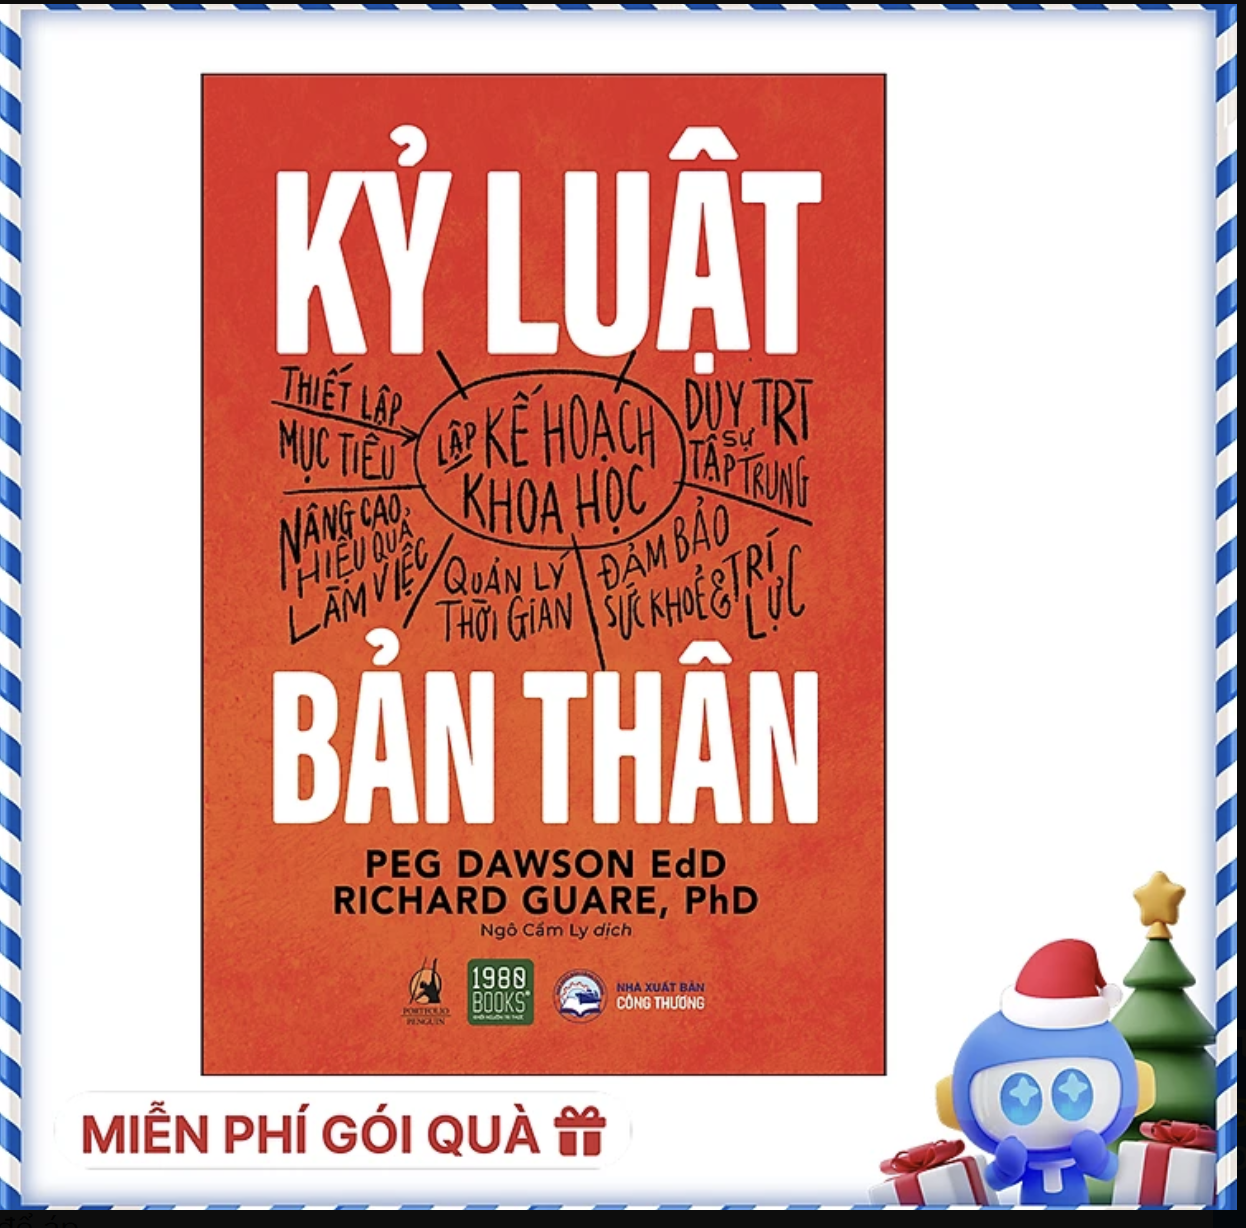 KỶ LUẬT
THIẾT LẬP
MỤC TIÊU
LẬP KẾ HOẠCH
KHOA HỌC
DUY TRÌ
SỰ
TẬP TRUNG
NÂNG CAO
HIỆU QUẢ
LÀM VIỆC
QUẢN LÝ
THỜI GIAN
ĐẢM BẢO
SỨC KHOẺ & TRÍ
LỰC
BẢN THÂN
PEG DAWSON EdD
RICHARD GUARE, PhD
Ngô Cẩm Ly dịch
PORTFOLIO
PENGUIN
1980
BOOKS
NHÀ XUẤT BẢN
CÔNG THƯƠNG
MIỄN PHÍ GÓI QUÀ